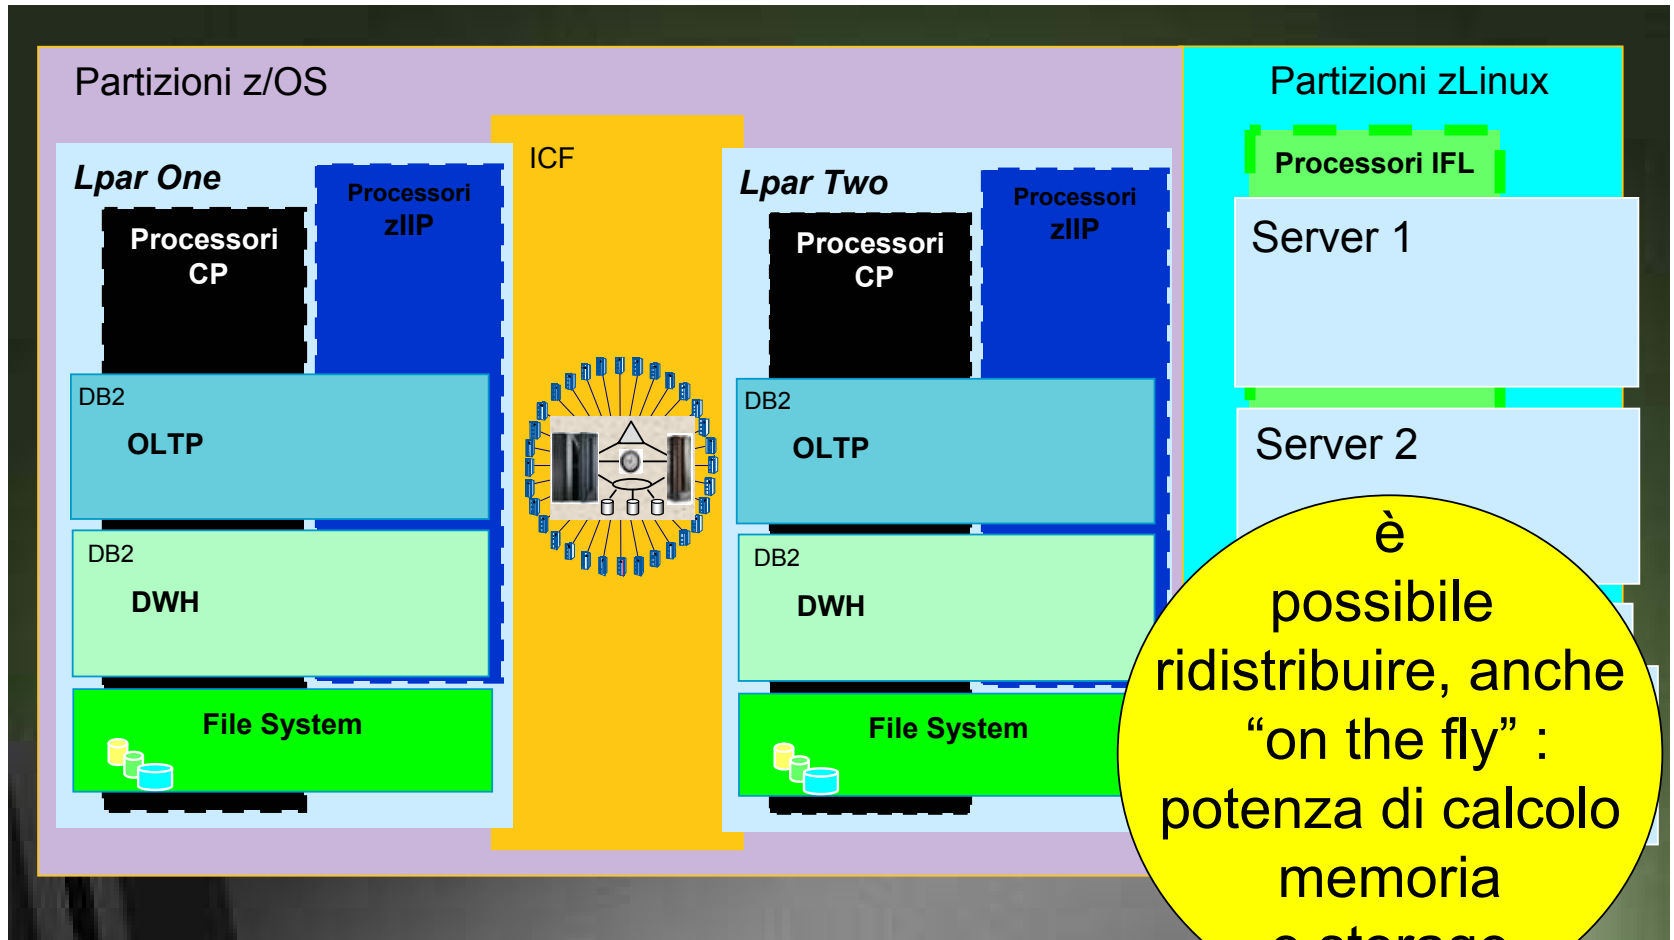 Partizioni z/OS
Partizioni zLinux
ICF
Lpar One
Processori
zIIP
Processori
CP
DB2
OLTP
DB2
DWH
File System
Lpar Two
Processori
zIIP
Processori
CP
DB2
OLTP
DB2
DWH
File System
Processori IFL
Server 1
Server 2
è
possibile
ridistribuire, anche
“on the fly” :
potenza di calcolo
memoria
e storage